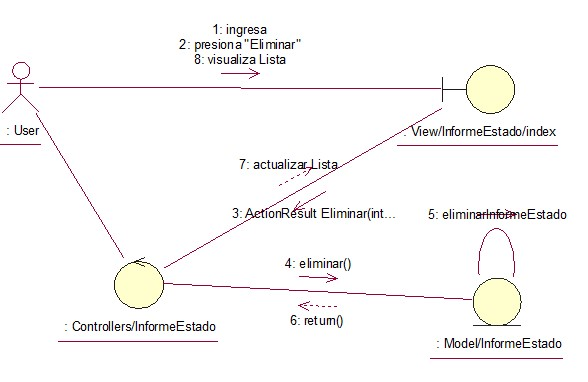 1: ingresa
2: presiona "Eliminar"
8: visualiza Lista
: User
: View/InformeEstado/index
7: actualizar Lista
3: ActionResult Eliminar(int...
5: eliminarInformeEstado
4: eliminar()
6: return()
: Controllers/InformeEstado
: Model/InformeEstado